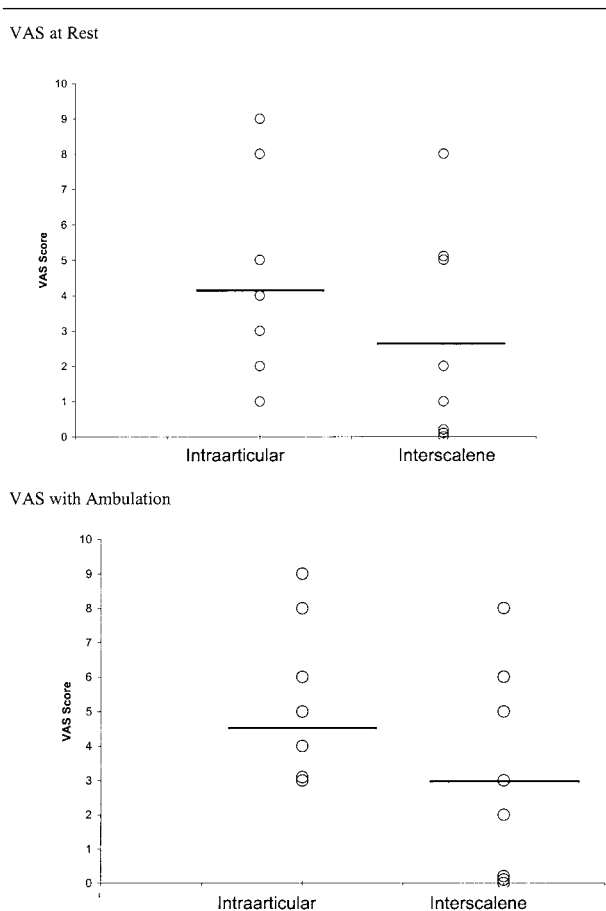 VAS at Rest
10
9
8
7
6
5
4
3
2
1
0
VAS Score
Intraarticular
Interscalene
VAS with Ambulation
10
9
8
7
6
5
4
3
2
1
0
VAS Score
Intraarticular
Interscalene